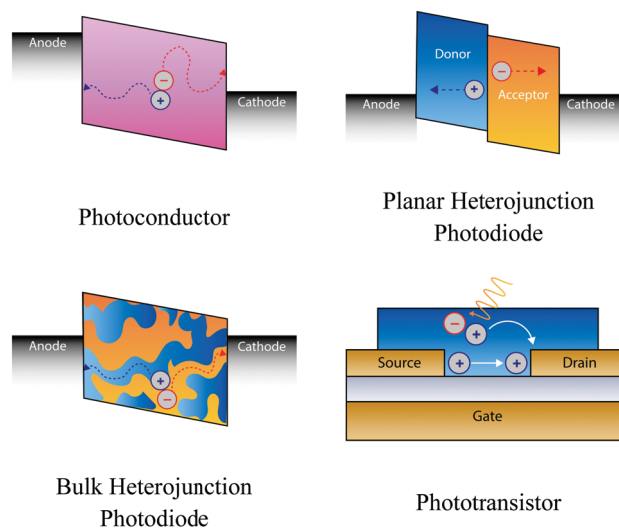 Anode
Cathode
Photoconductor
Donor
Acceptor
Anode
Cathode
Planar Heterojunction
Photodiode
Anode
Cathode
Bulk Heterojunction
Photodiode
Source
Drain
Gate
Phototransistor